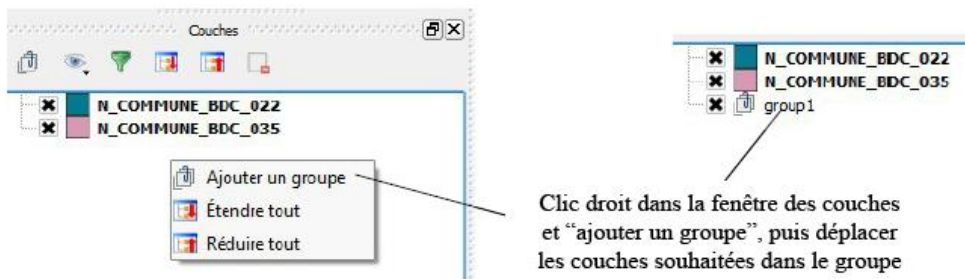 Couches
N_COMMUNE_BDC_022
N_COMMUNE_BDC_035
Ajouter un groupe
Étendre tout
Réduire tout
N_COMMUNE_BDC_022
N_COMMUNE_BDC_035
group1
Clic droit dans la fenêtre des couches
et “ajouter un groupe”, puis déplacer
les couches souhaitées dans le groupe